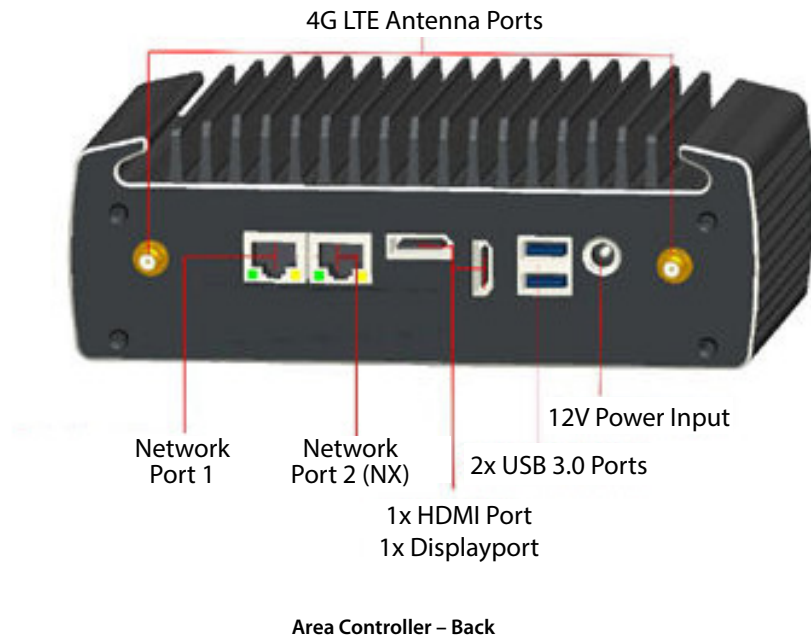 4G LTE Antenna Ports
12V Power Input
Network
Port 1
Network
Port 2 (NX)
2x USB 3.0 Ports
1x HDMI Port
1x Displayport
Area Controller – Back